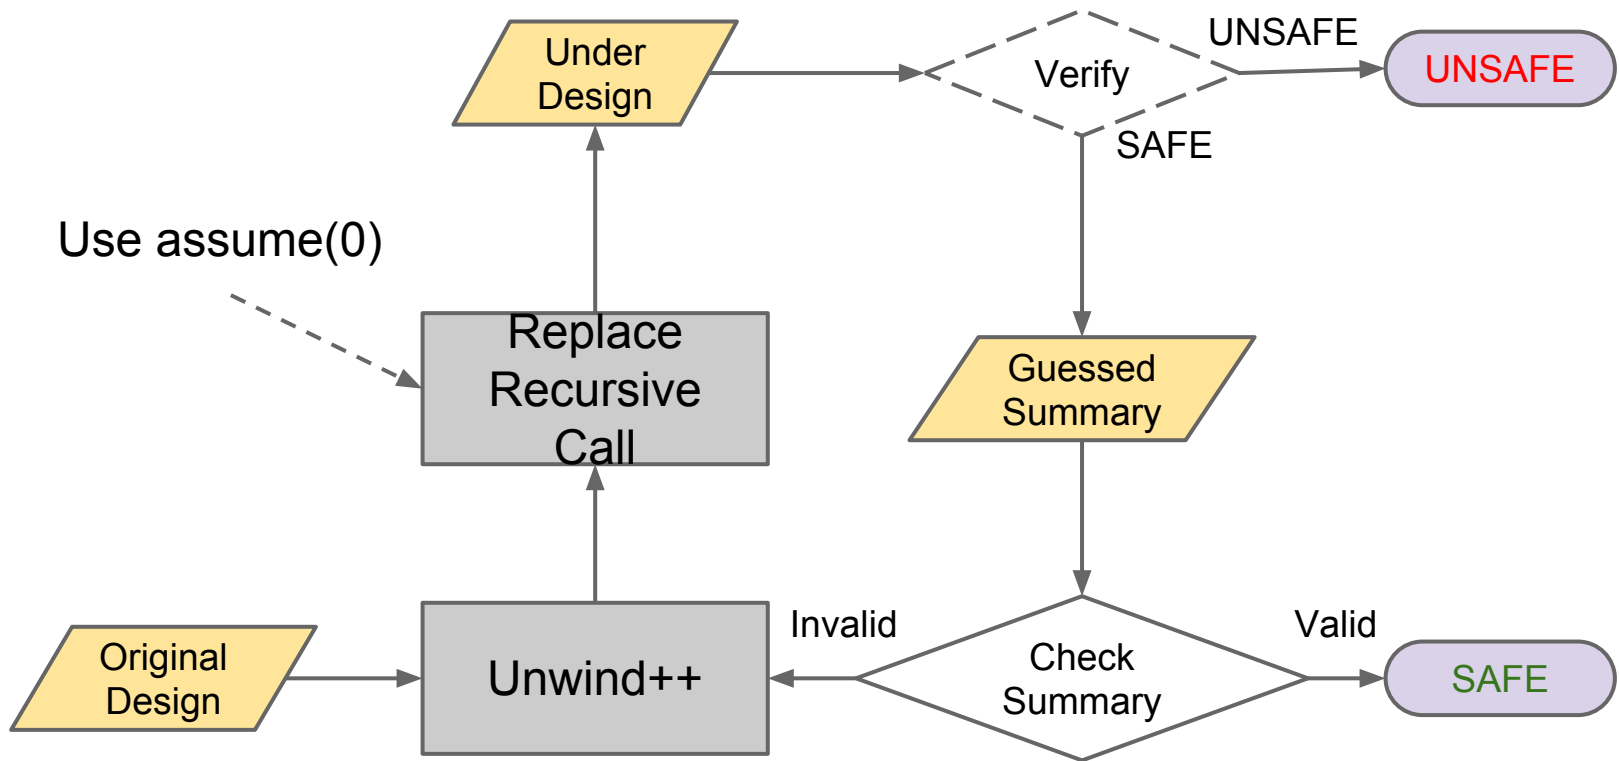 Under
Design
Verify
UNSAFE
UNSAFE
SAFE
Use assume(0)
Replace
Recursive
Call
Guessed
Summary
Original
Design
Unwind++
Invalid
Check
Summary
Valid
SAFE